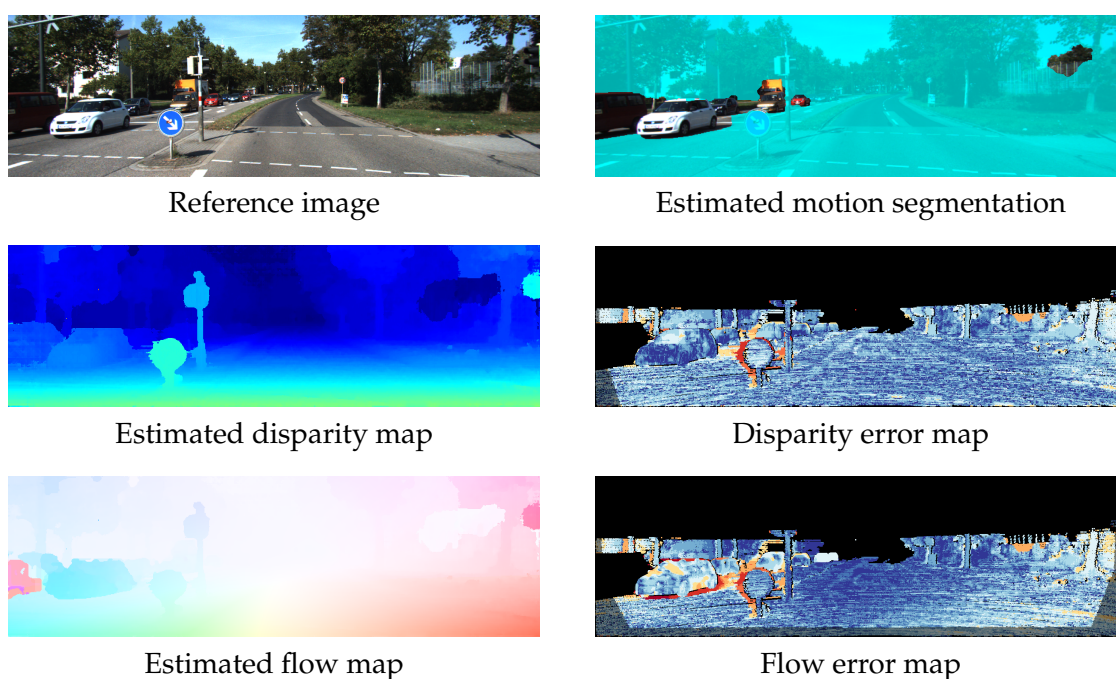 Reference image
Estimated motion segmentation
Estimated disparity map
Disparity error map
Estimated flow map
Flow error map